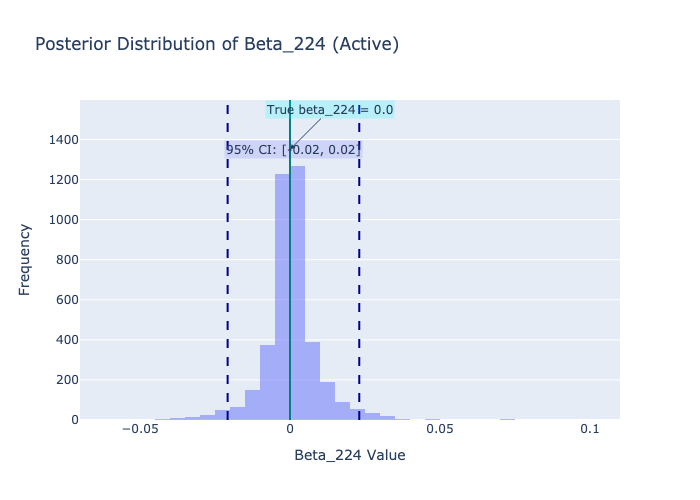 Posterior Distribution of Beta_224 (Active)
True beta_224 = 0.0
95% CI: [-0.02, 0.02]
1400
1200
1000
800
600
400
200
0
Frequency
−0.05
0
0.05
0.1
Beta_224 Value